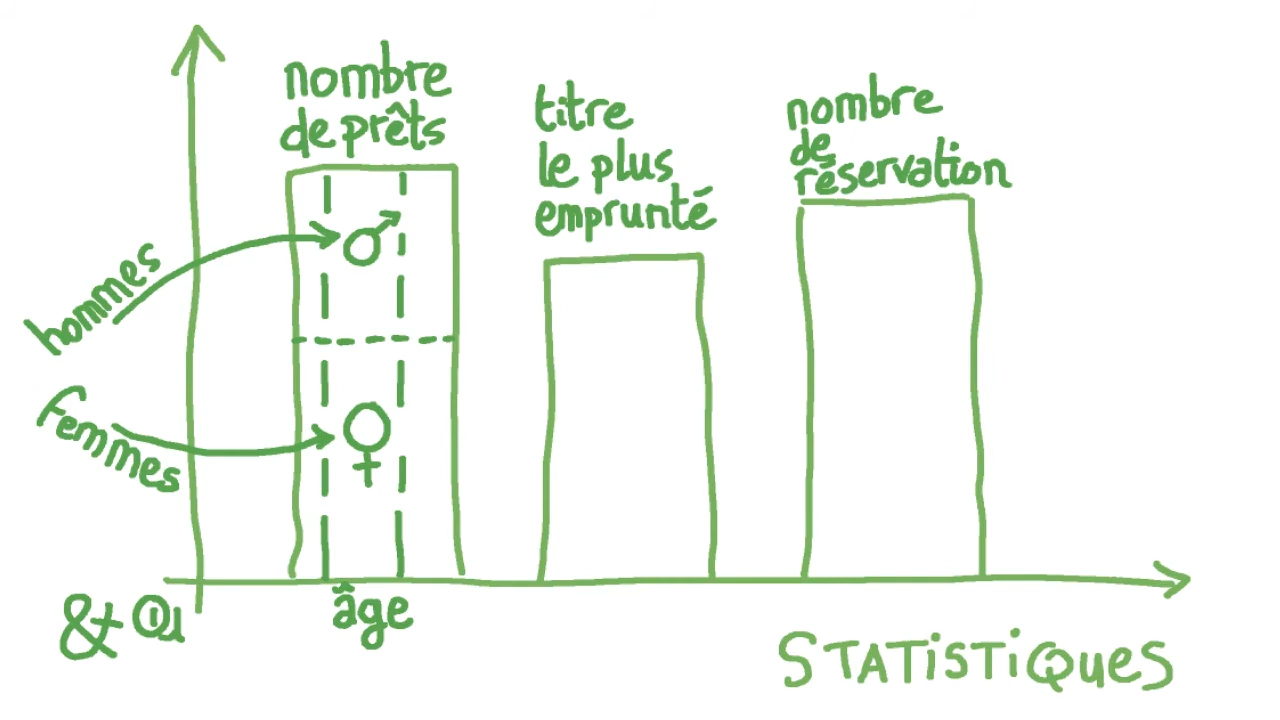 nombre
de prêts
titre
le plus
emprunté
nombre
de
réservation
hommes
femmes
âge
STATISTIQUES